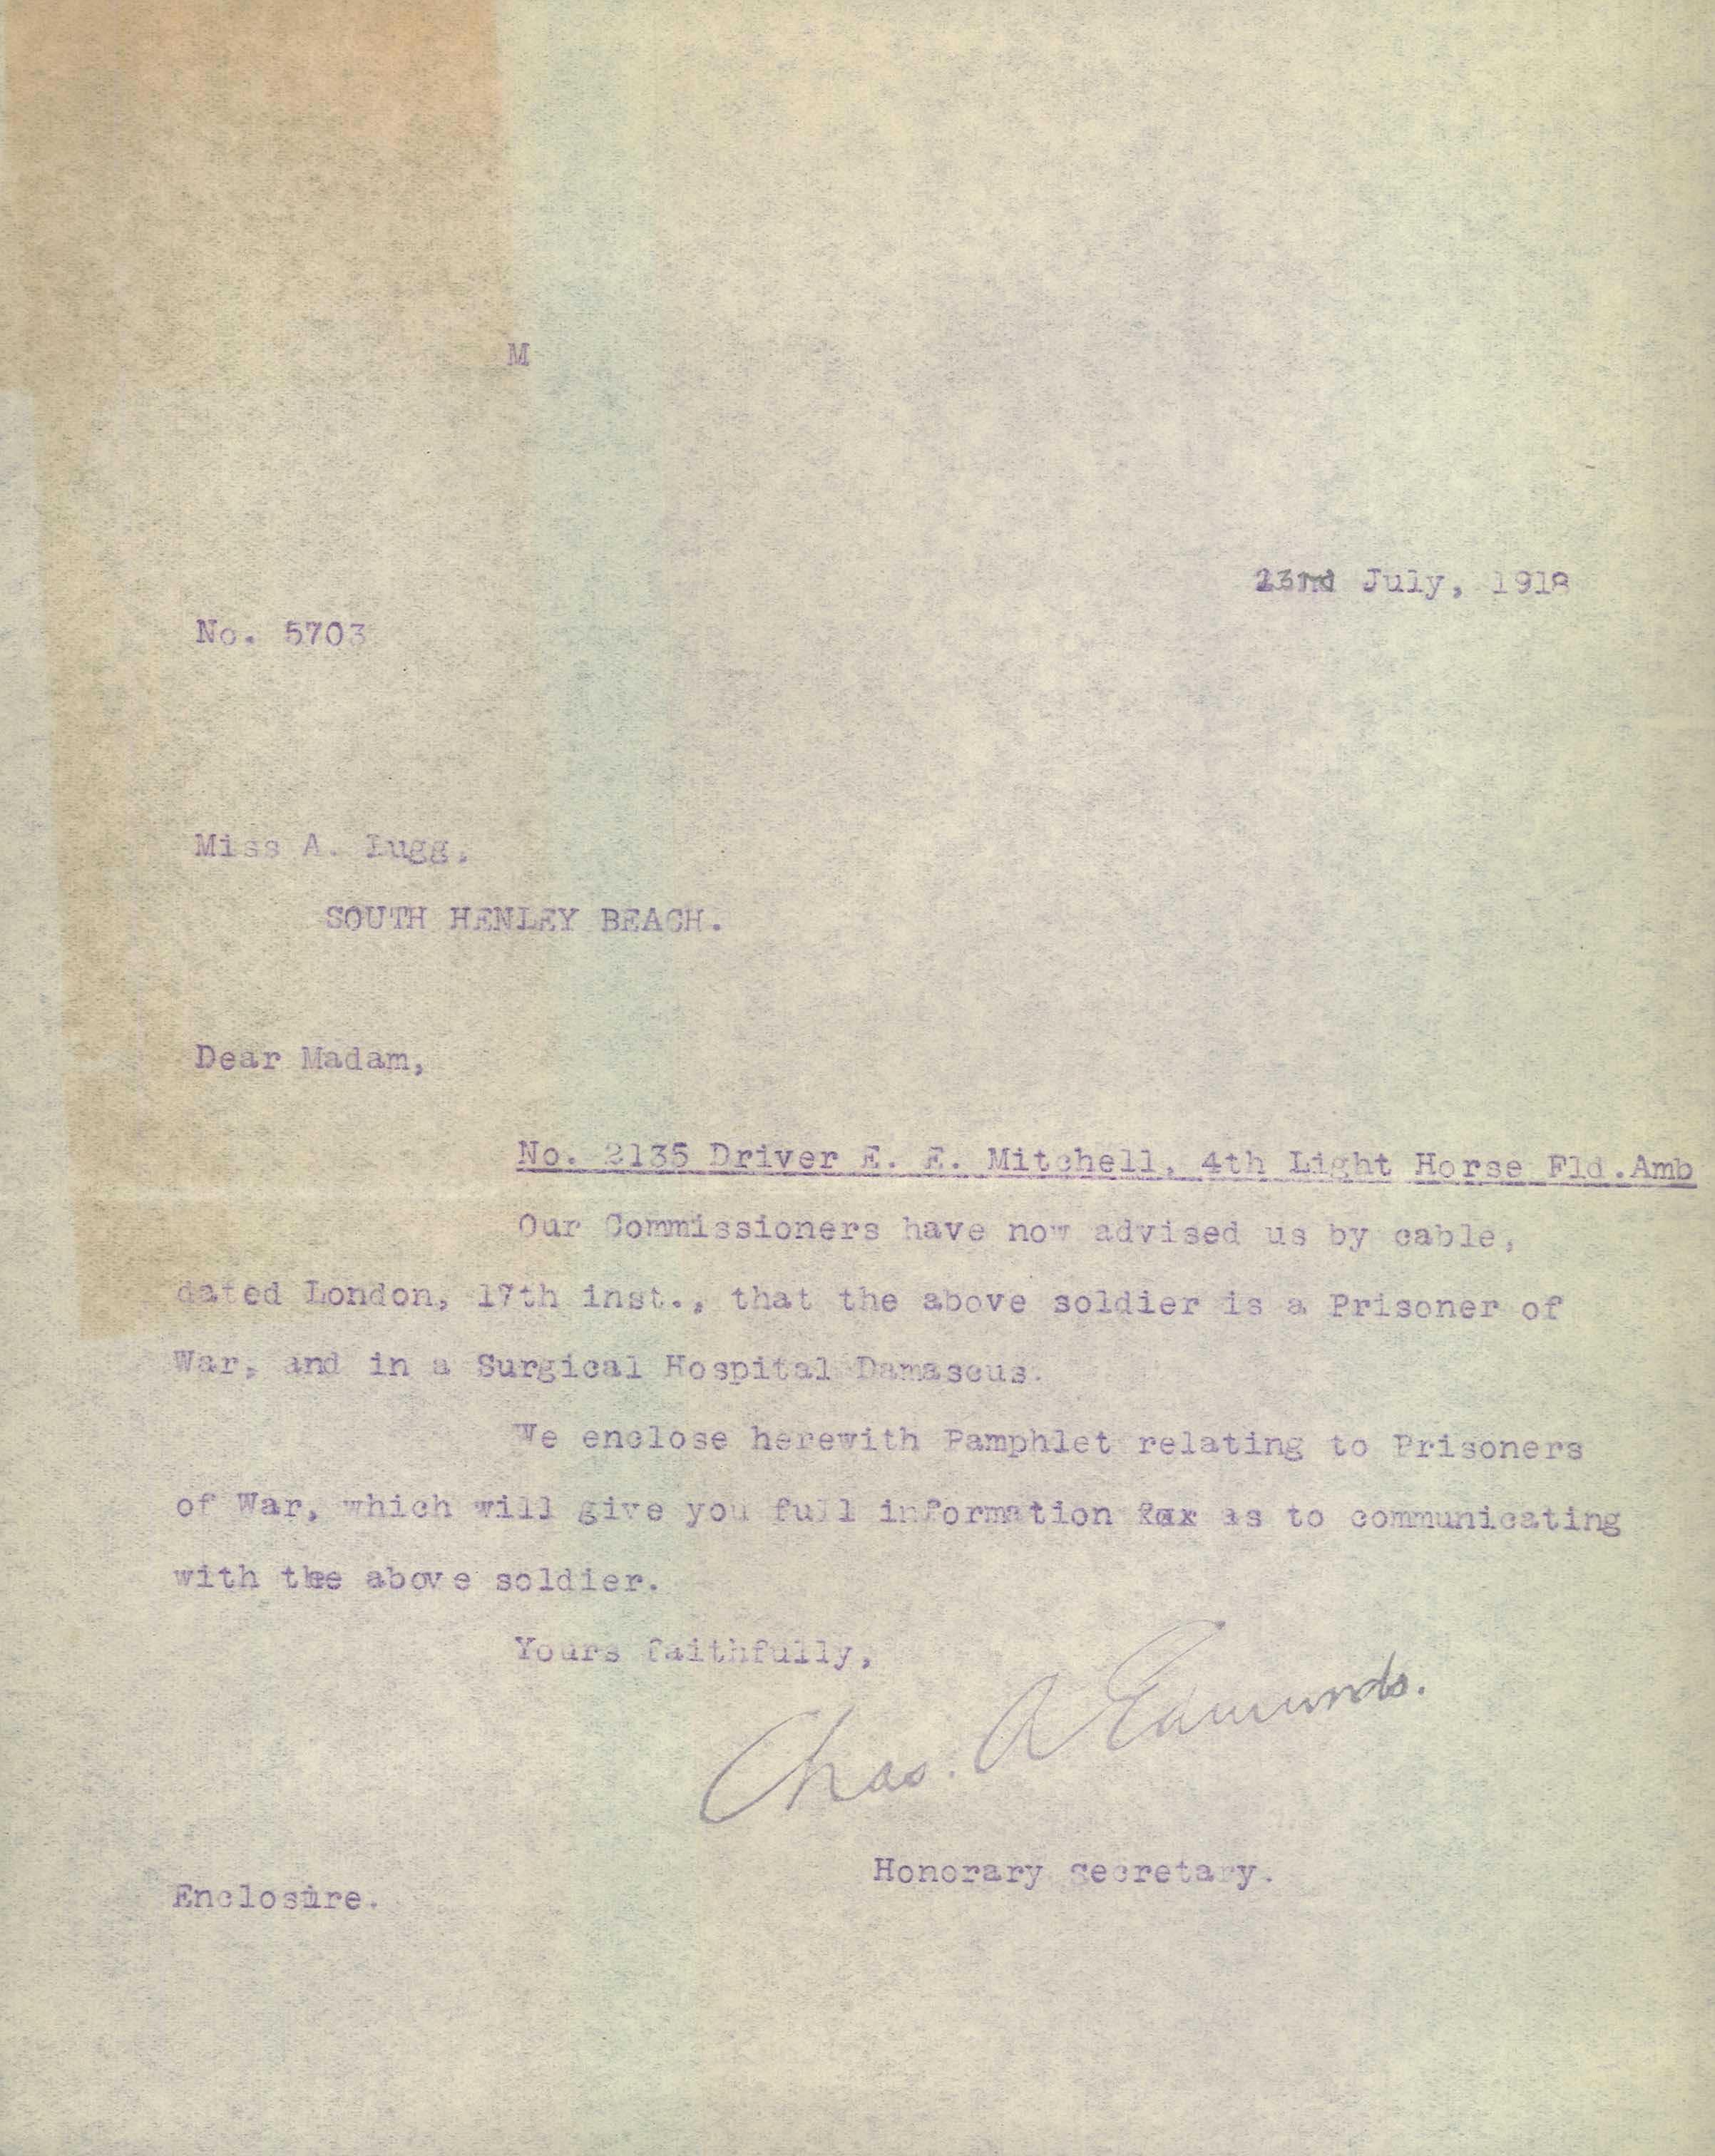 M
23rd July, 1918
No. 5703
Miss A. Lugg,
SOUTH HENLEY BEACH.
Dear Madam,
No. 2135 Driver E. E. Mitchell, 4th Light Horse Fld.Amb
Our Commissioners have now advised us by cable,
dated London, 17th inst., that the above soldier is a Prisoner of
War, and in a Surgical Hospital Damascus.
We enclose herewith Pamphlet relating to Prisoners
of War, which will give you full information as to communicating
with the above soldier.
Yours faithfully,
Chas. A Edmunds.
Honorary secretary.
Enclosure.